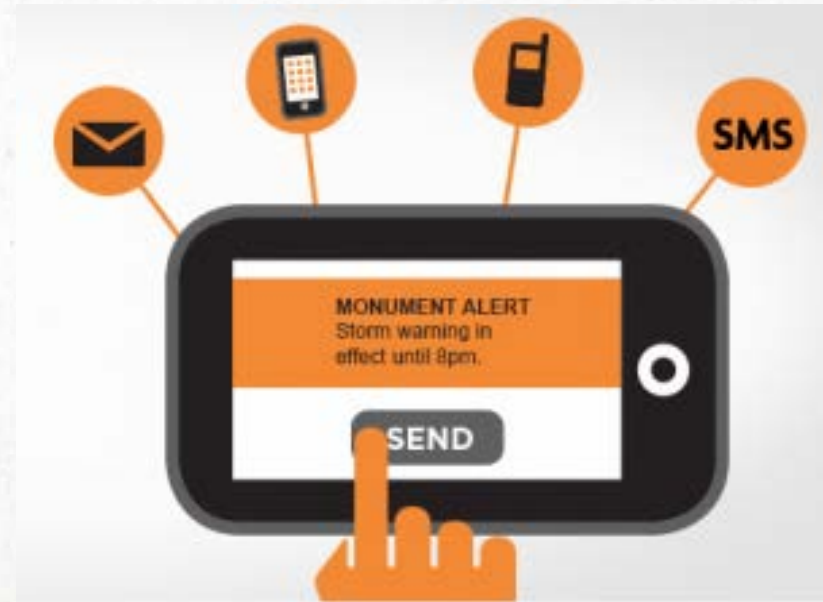 SMS
MONUMENT ALERT
Storm warning in
effect until 8pm.
SEND